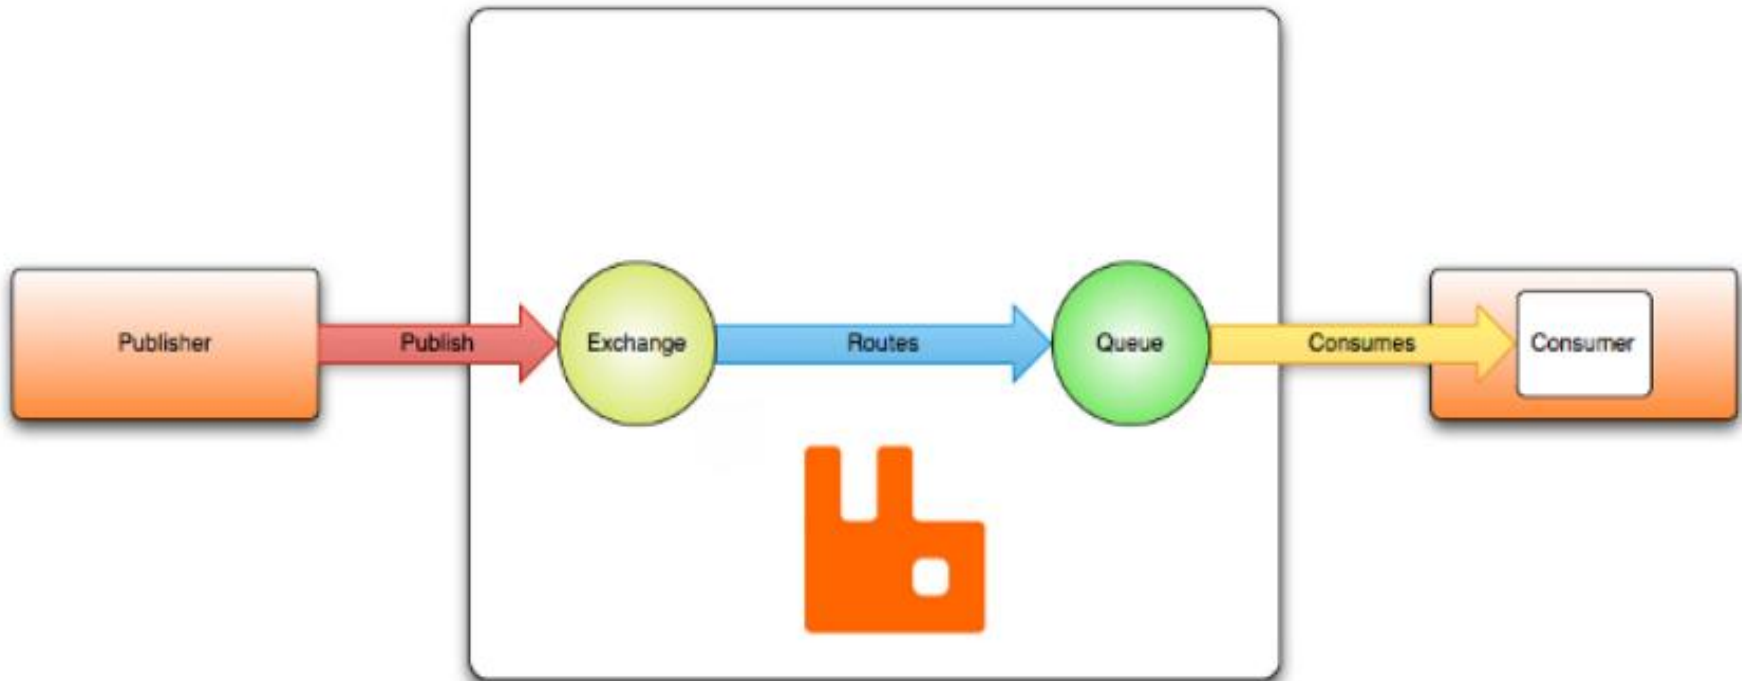 Publisher
Publish
Exchange
Routes
Queue
Consumes
Consumer